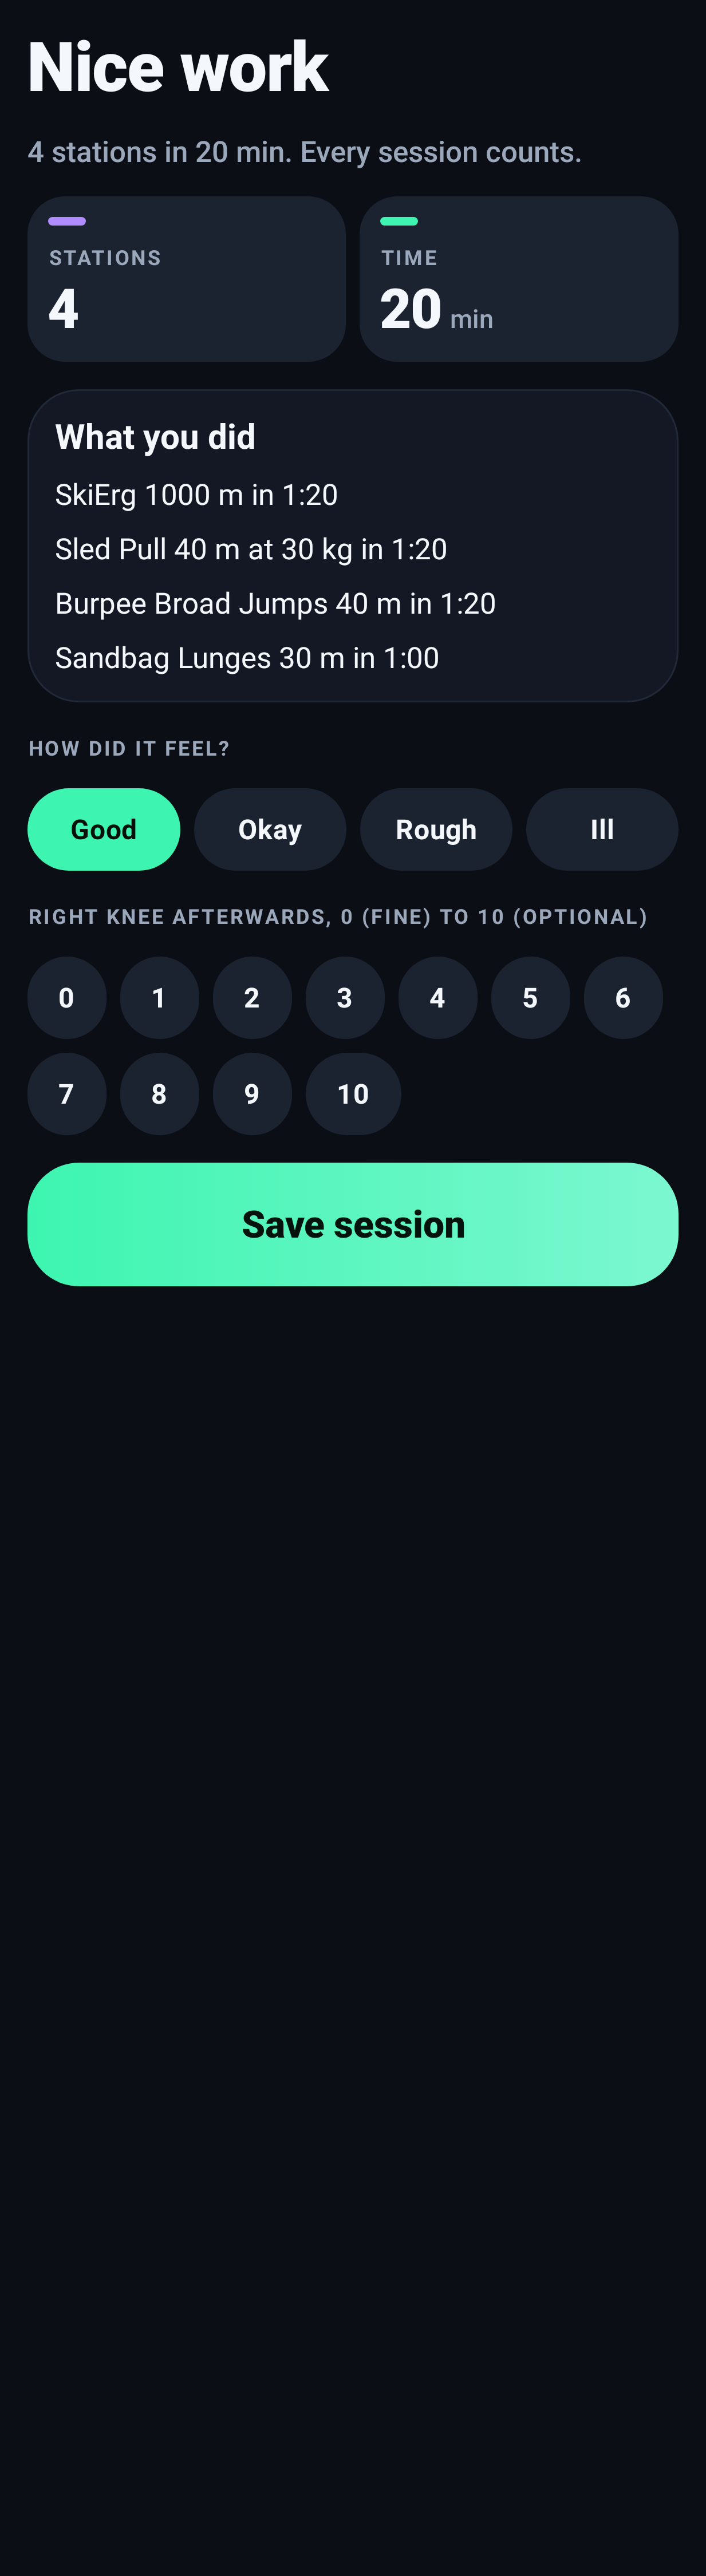 Nice work
4 stations in 20 min. Every session counts.
STATIONS
4
TIME
20 min
What you did
SkiErg 1000 m in 1:20
Sled Pull 40 m at 30 kg in 1:20
Burpee Broad Jumps 40 m in 1:20
Sandbag Lunges 30 m in 1:00
HOW DID IT FEEL?
Good Okay Rough Ill
RIGHT KNEE AFTERWARDS, 0 (FINE) TO 10 (OPTIONAL)
0 1 2 3 4 5 6
7 8 9 10
Save session